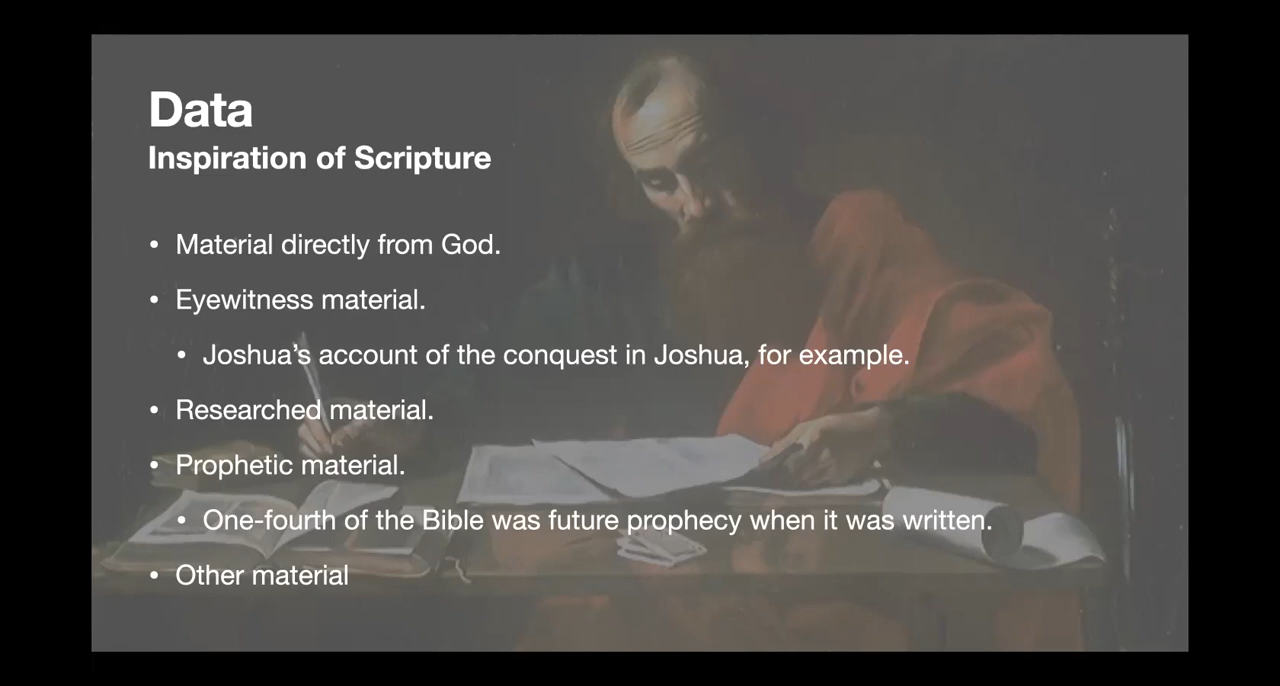 Data
Inspiration of Scripture
• Material directly from God.
• Eyewitness material.
• Joshua’s account of the conquest in Joshua, for example.
• Researched material.
• Prophetic material.
• One-fourth of the Bible was future prophecy when it was written.
• Other material